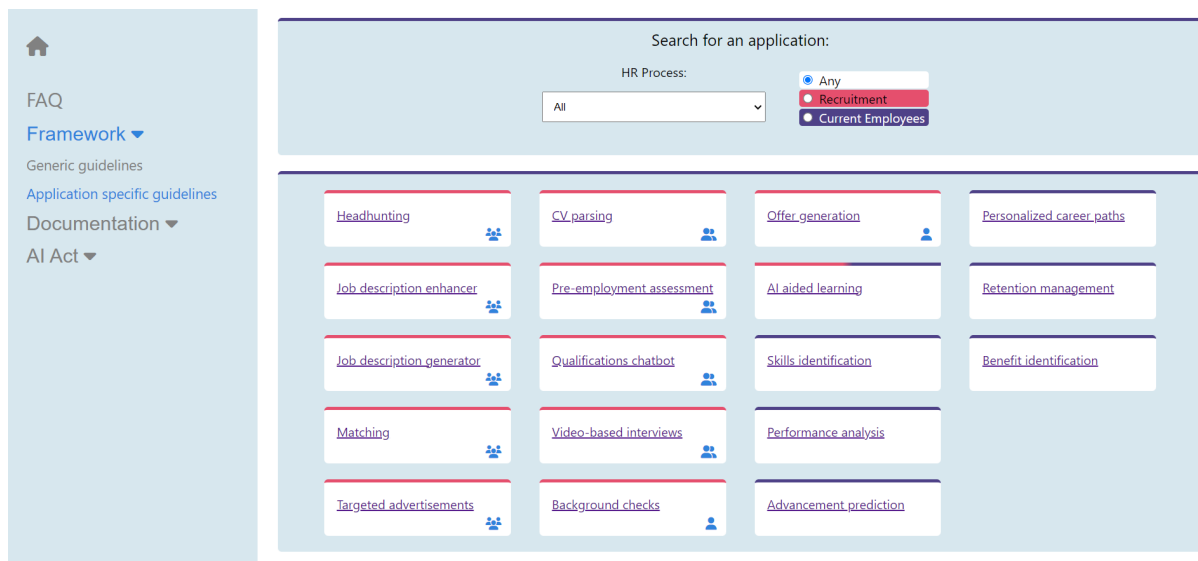 FAQ
Framework
Generic guidelines
Application specific guidelines
Documentation
AI Act
Search for an application:
HR Process:
All
Any
Recruitment
Current Employees
Headhunting
CV parsing
Offer generation
Personalized career paths
Job description enhancer
Pre-employment assessment
AI aided learning
Retention management
Job description generator
Qualifications chatbot
Skills identification
Benefit identification
Matching
Video-based interviews
Performance analysis
Targeted advertisements
Background checks
Advancement prediction